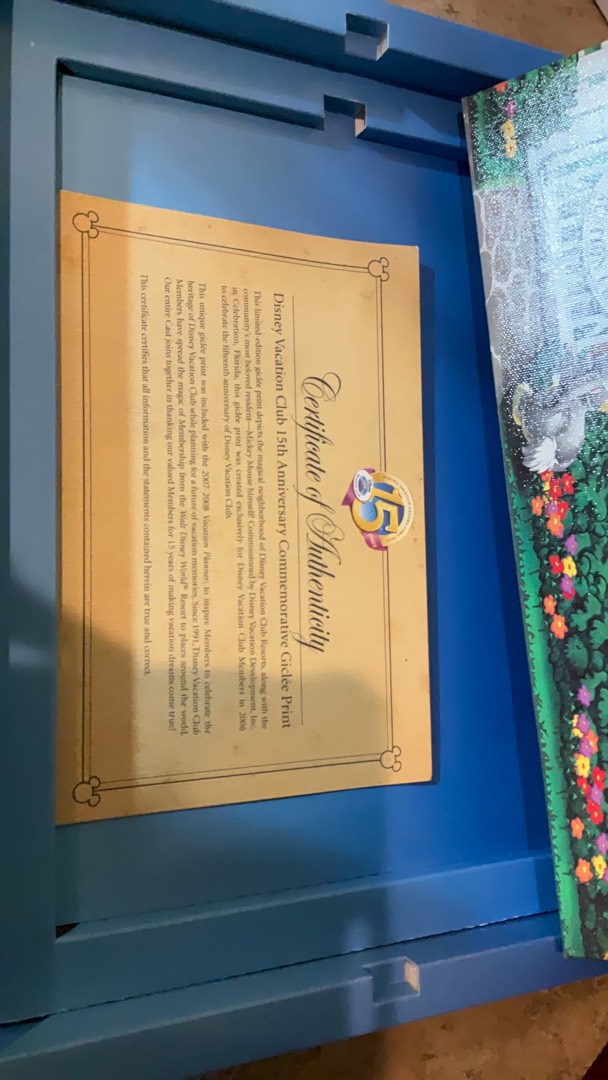 15
Certificate of Authenticity
Disney Vacation Club 15th Anniversary Commemorative Giclée Print
This limited-edition giclée print depicts the magical neighborhood of Disney Vacation Club Resorts, along with the
community's most beloved resident—Mickey Mouse himself! Commissioned by Disney Vacation Development, Inc.
in Celebration, Florida, this giclée print was created exclusively for Disney Vacation Club Members in 2006
to celebrate the fifteenth anniversary of Disney Vacation Club.
This unique giclée print was included with the 2007-2008 Vacation Planner, to inspire Members to celebrate the
heritage of Disney Vacation Club while planning for a future of vacation memories. Since 1991, Disney Vacation Club
Members have spread the magic of Membership from the Walt Disney World® Resort to places around the world.
Our entire Cast joins together in thanking our valued Members for 15 years of making vacation dreams come true!
This certificate certifies that all information and the statements contained herein are true and correct.